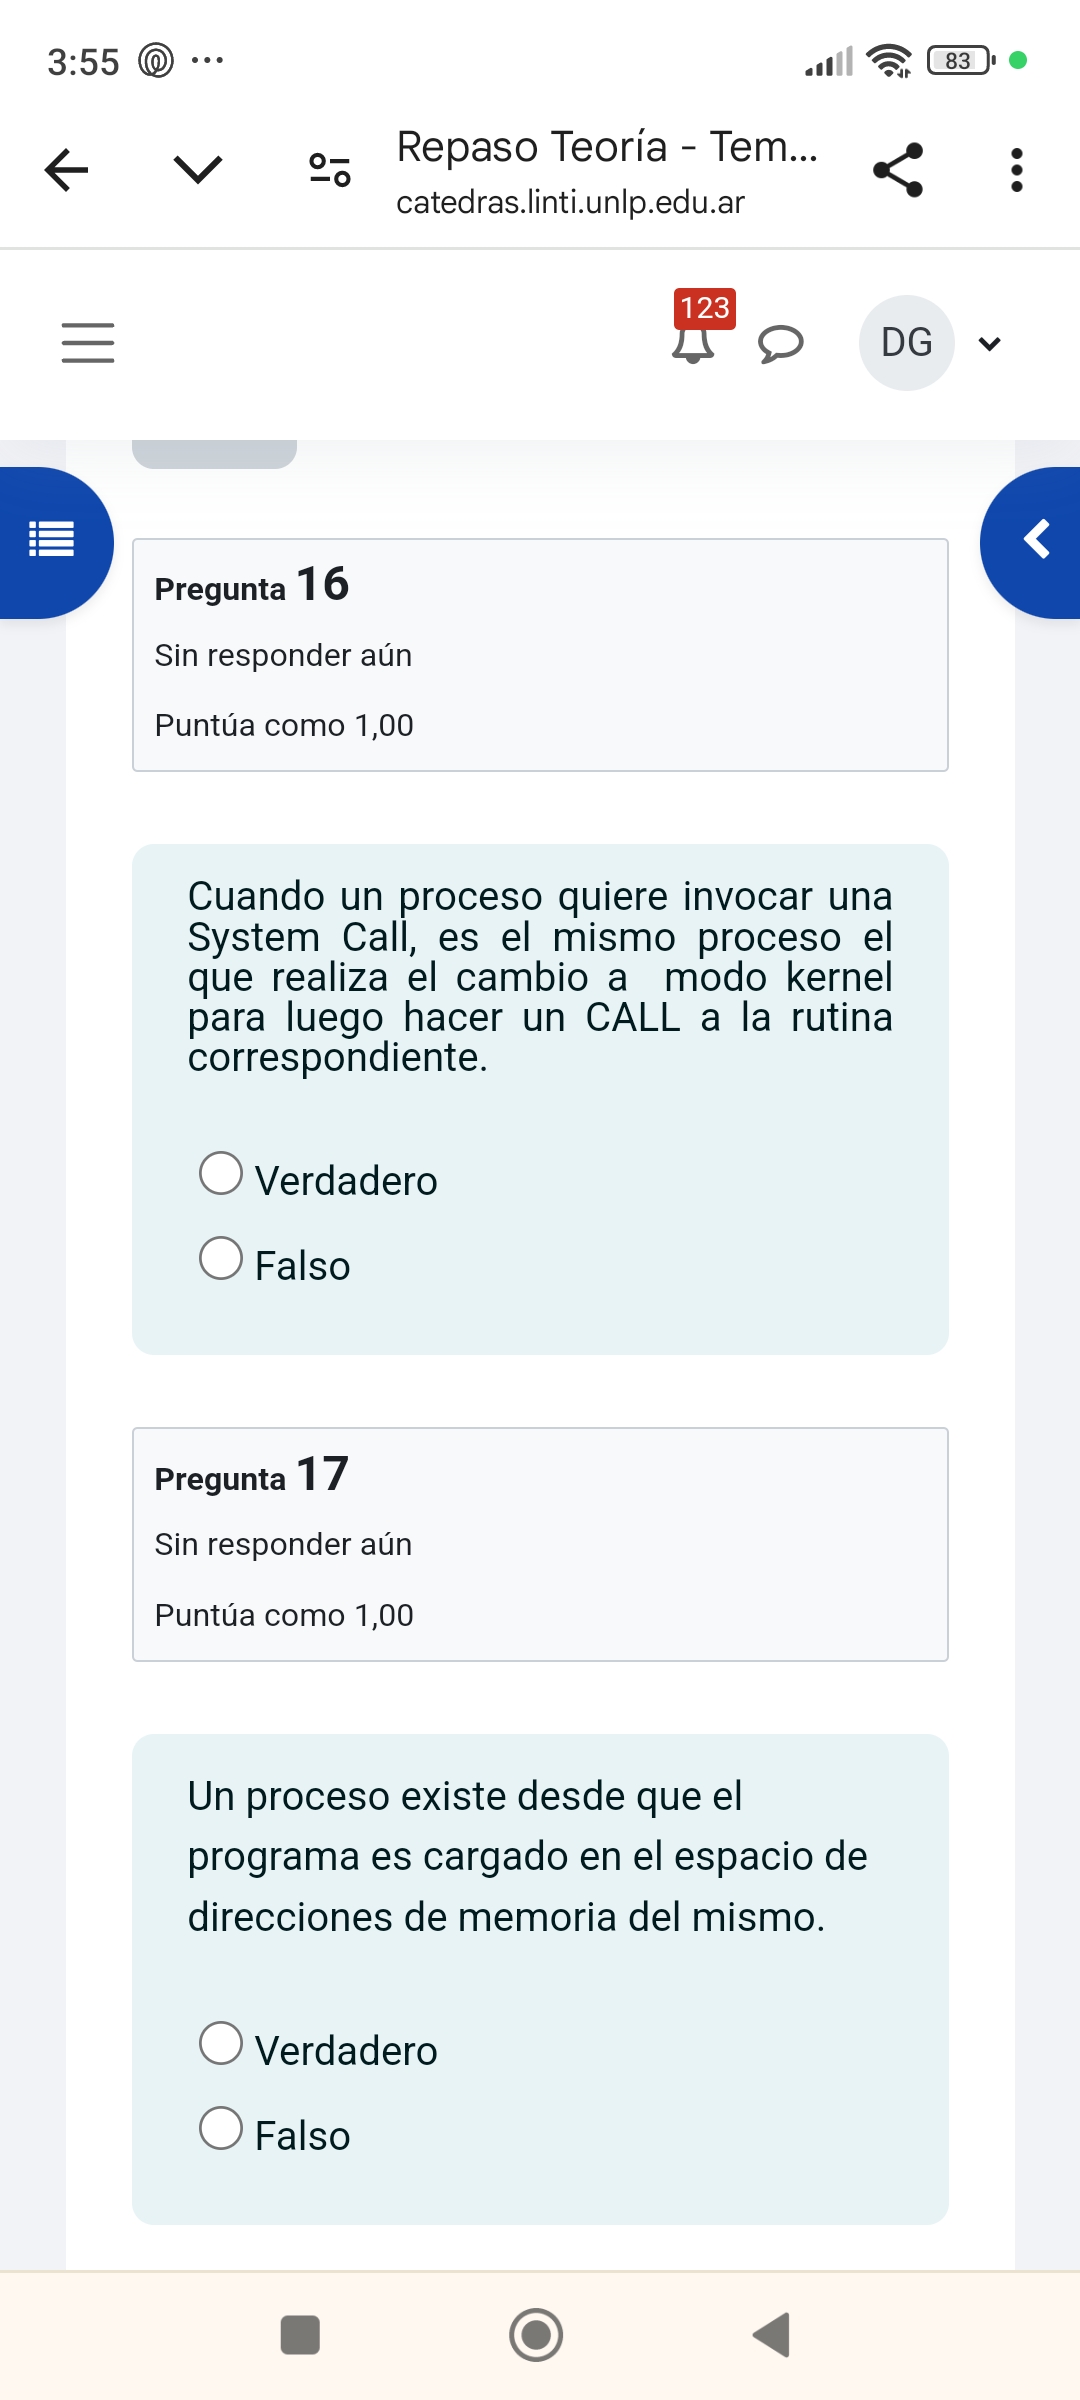 3:55
83
Repaso Teoría - Tem...
catedras.linti.unlp.edu.ar
123
DG
Pregunta 16
Sin responder aún
Puntúa como 1,00
Cuando un proceso quiere invocar una
System Call, es el mismo proceso el
que realiza el cambio a modo kernel
para luego hacer un CALL a la rutina
correspondiente.
Verdadero
Falso
Pregunta 17
Sin responder aún
Puntúa como 1,00
Un proceso existe desde que el
programa es cargado en el espacio de
direcciones de memoria del mismo.
Verdadero
Falso